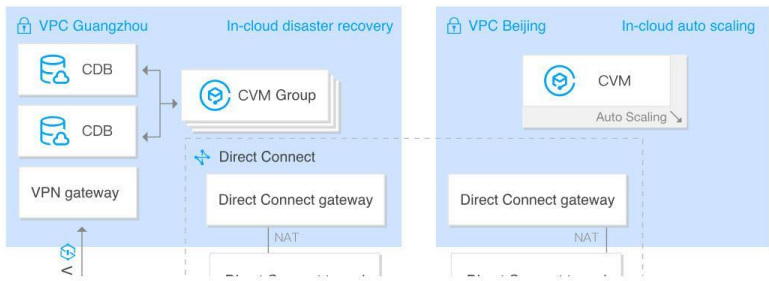 VPC Guangzhou
In-cloud disaster recovery
CDB
CDB
CVM Group
VPN gateway
Direct Connect
Direct Connect gateway
NAT
VPC Beijing
In-cloud auto scaling
CVM
Auto Scaling
Direct Connect gateway
NAT